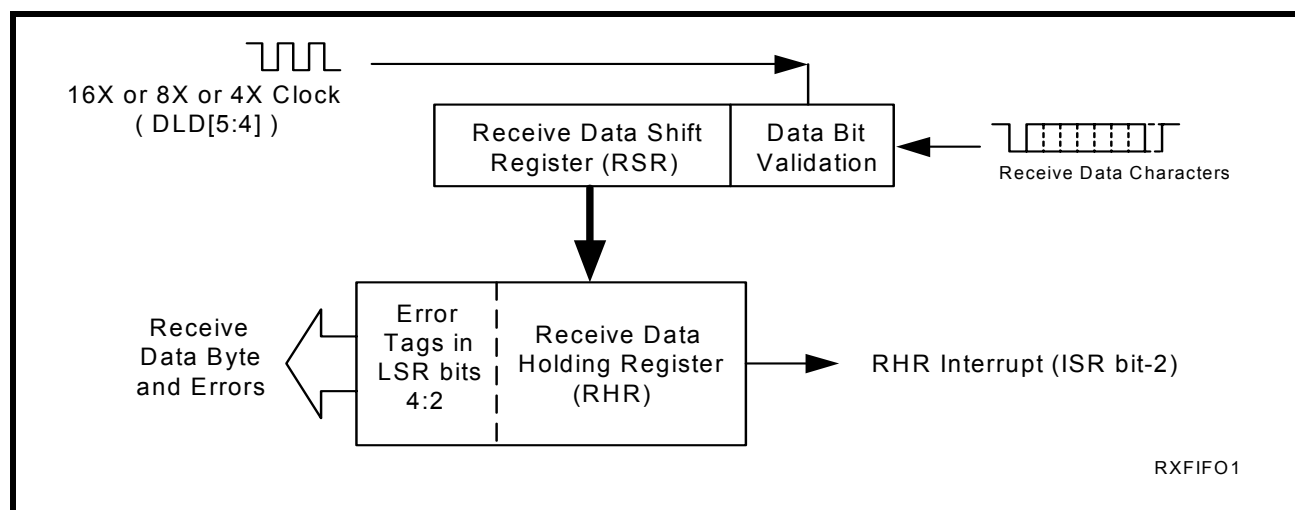 16X or 8X or 4X Clock
( DLD[5:4] )
Receive Data Shift
Register (RSR)
Data Bit
Validation
Receive Data Characters
Receive
Data Byte
and Errors
Error
Tags in
LSR bits
4:2
Receive Data
Holding Register
(RHR)
RHR Interrupt (ISR bit-2)
RXFIFO1